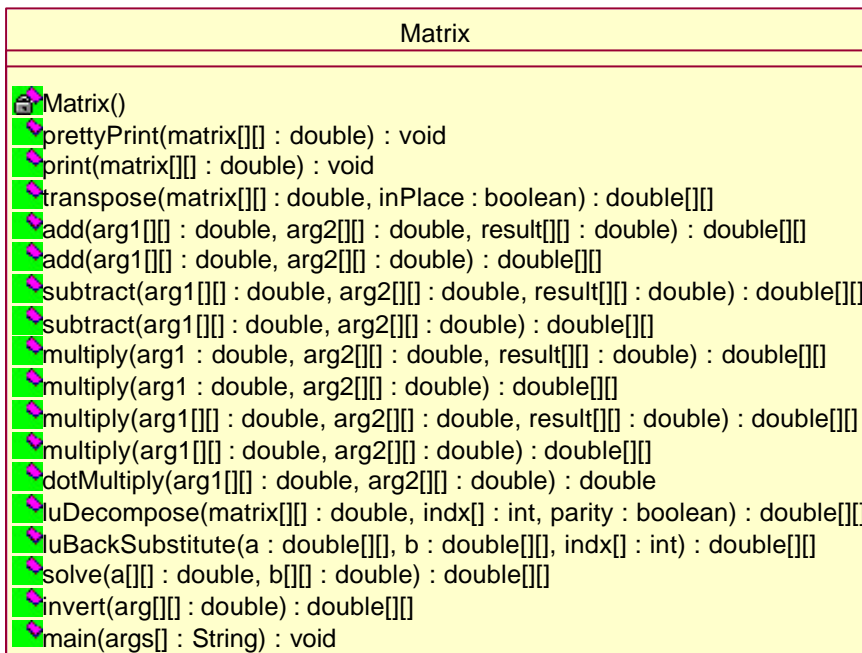 Matrix
Matrix()
prettyPrint(matrix[][] : double) : void
print(matrix[][] : double) : void
transpose(matrix[][] : double, inPlace : boolean) : double[][]
add(arg1[][] : double, arg2[][] : double, result[][] : double) : double[][]
add(arg1[][] : double, arg2[][] : double) : double[][]
subtract(arg1[][] : double, arg2[][] : double, result[][] : double) : double[][]
subtract(arg1[][] : double, arg2[][] : double) : double[][]
multiply(arg1 : double, arg2[][] : double, result[][] : double) : double[][]
multiply(arg1 : double, arg2[][] : double) : double[][]
multiply(arg1[][] : double, arg2[][] : double, result[][] : double) : double[][]
multiply(arg1[][] : double, arg2[][] : double) : double[][]
dotMultiply(arg1[][] : double, arg2[][] : double) : double
luDecompose(matrix[][] : double, indx[] : int, parity : boolean) : double[][]
luBackSubstitute(a : double[][], b : double[][], indx[] : int) : double[][]
solve(a[][] : double, b[][] : double) : double[][]
invert(arg[][] : double) : double[][]
main(args[] : String) : void